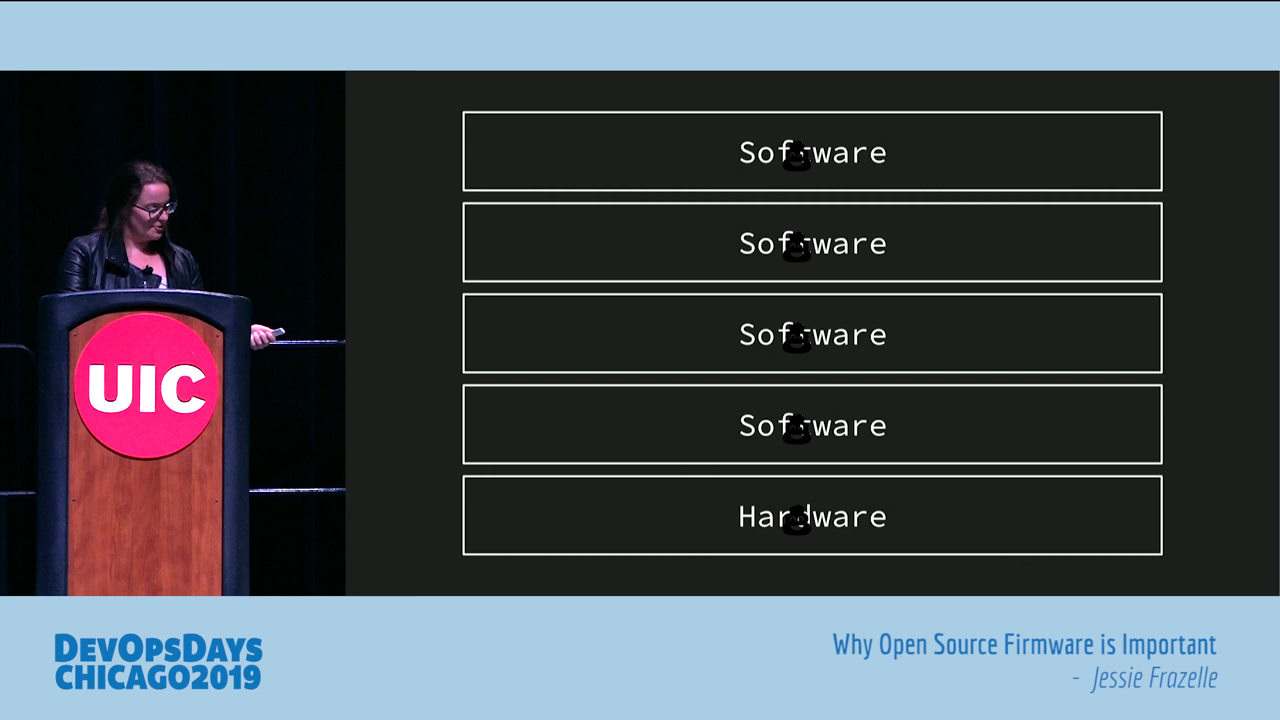 Software
Software
Software
Software
Hardware
UIC
DEVOPSDAYS
CHICAGO2019
Why Open Source Firmware is Important
- Jessie Frazelle